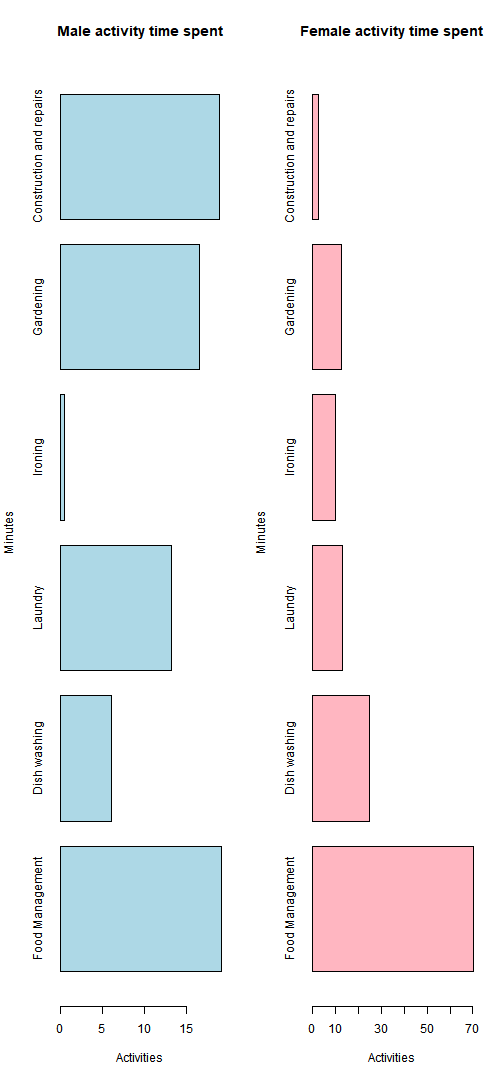 Male activity time spent
Construction and repairs
Gardening
Ironing
Laundry
Dish washing
Food Management
Minutes
0 5 10 15
Activities
Female activity time spent
Construction and repairs
Gardening
Ironing
Laundry
Dish washing
Food Management
Minutes
0 10 30 50 70
Activities